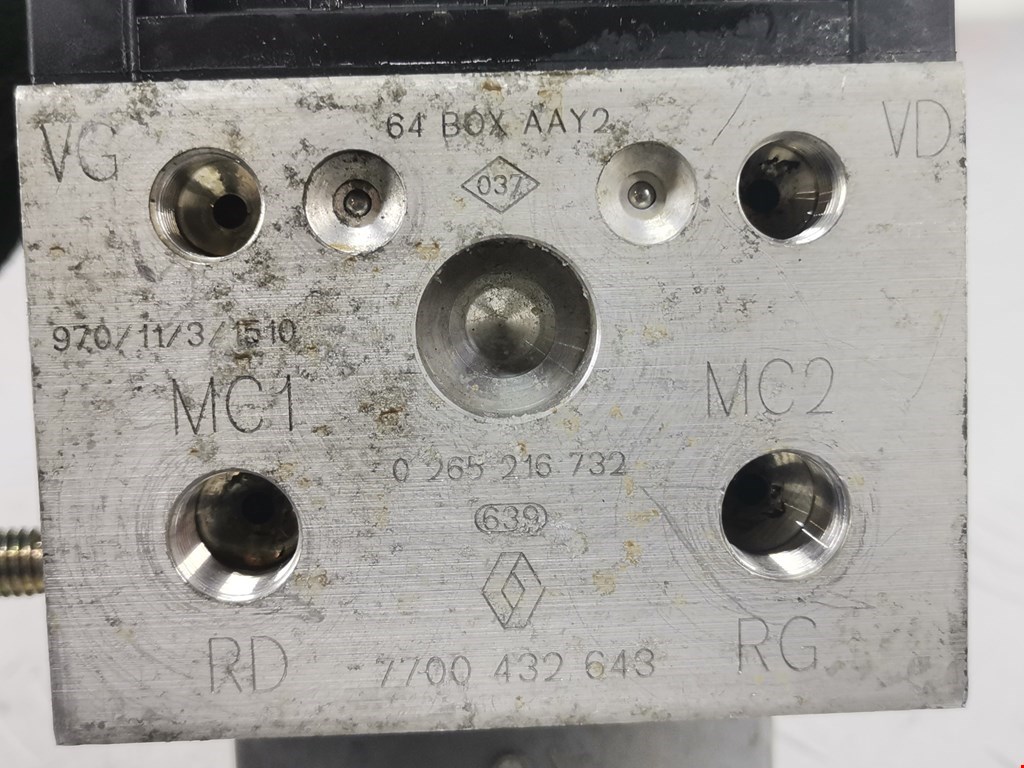 64 BOX AAY2
VG
VD
037
970/11/3/1510
MC1
MC2
0 265 216 732
639
RD
RG
7700 432 643